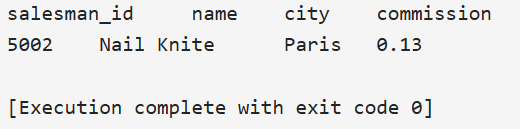 salesman_id     name    city    commission
5002    Nail Knite      Paris   0.13
[Execution complete with exit code 0]